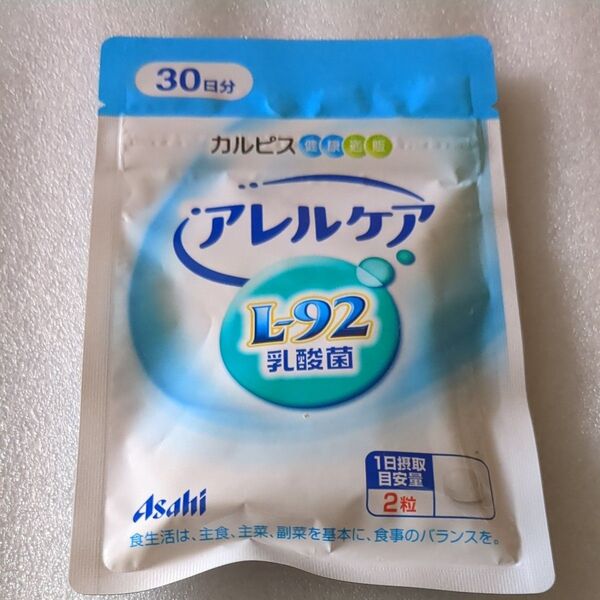 30日分
カルピス健康通販
アレルケア
L-92
乳酸菌
1日摂取
目安量
2粒
Asahi
食生活は、主食、主菜、副菜を基本に、食事のバランスを。